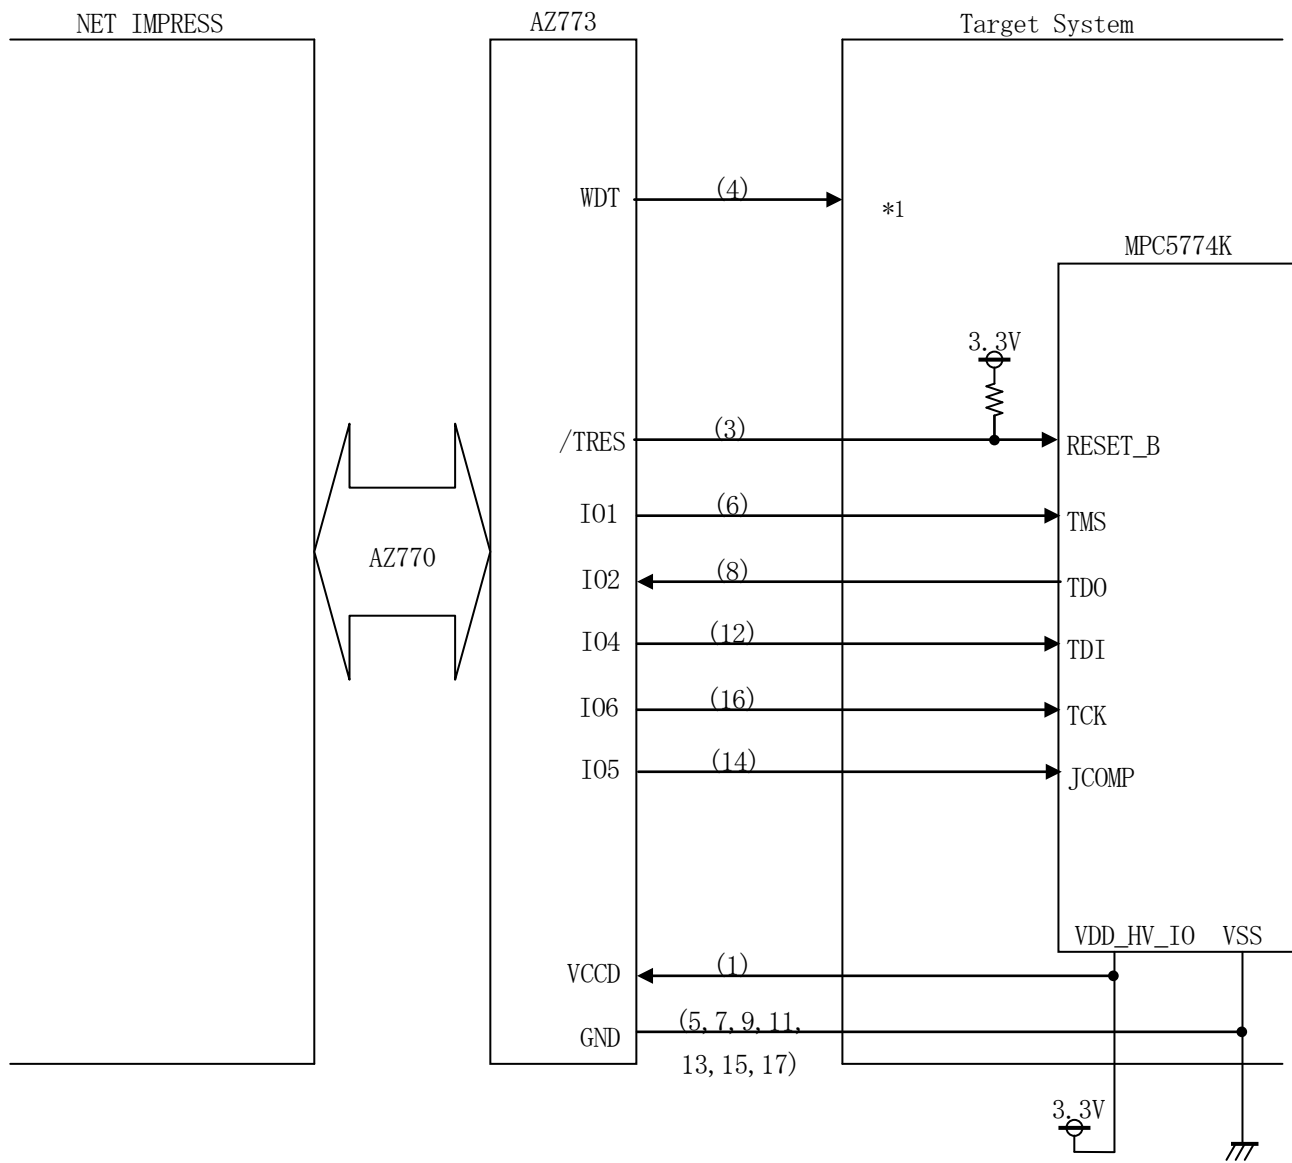 NET IMPRESS
AZ773
Target System
WDT
(4)
*1
MPC5774K
3.3V
/TRES
(3)
RESET_B
IO1
(6)
TMS
AZ770
IO2
(8)
TDO
IO4
(12)
TDI
IO6
(16)
TCK
IO5
(14)
JCOMP
VDD_HV_IO
VSS
VCCD
(1)
GND
(5,7,9,11,
13,15,17)
3.3V